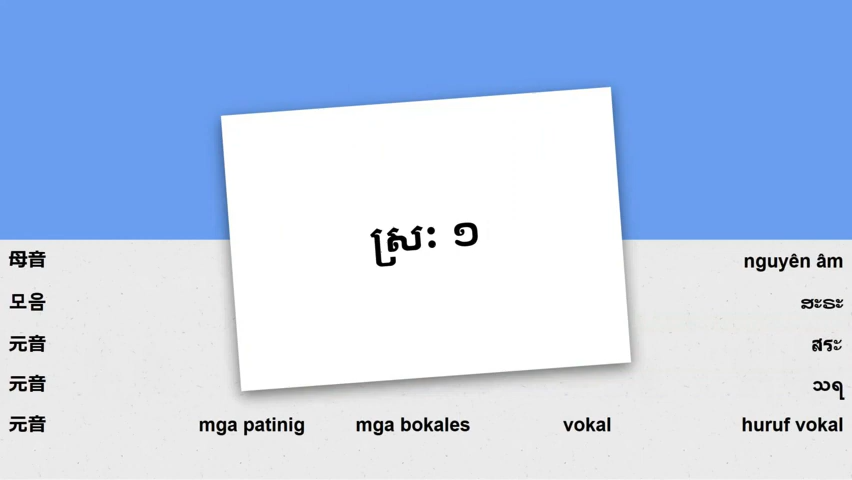 ស្រៈ ១
母音 nguyên âm
모음 ສະຣະ
元音 สระ
元音 သရ
元音 mga patinig mga bokales vokal huruf vokal